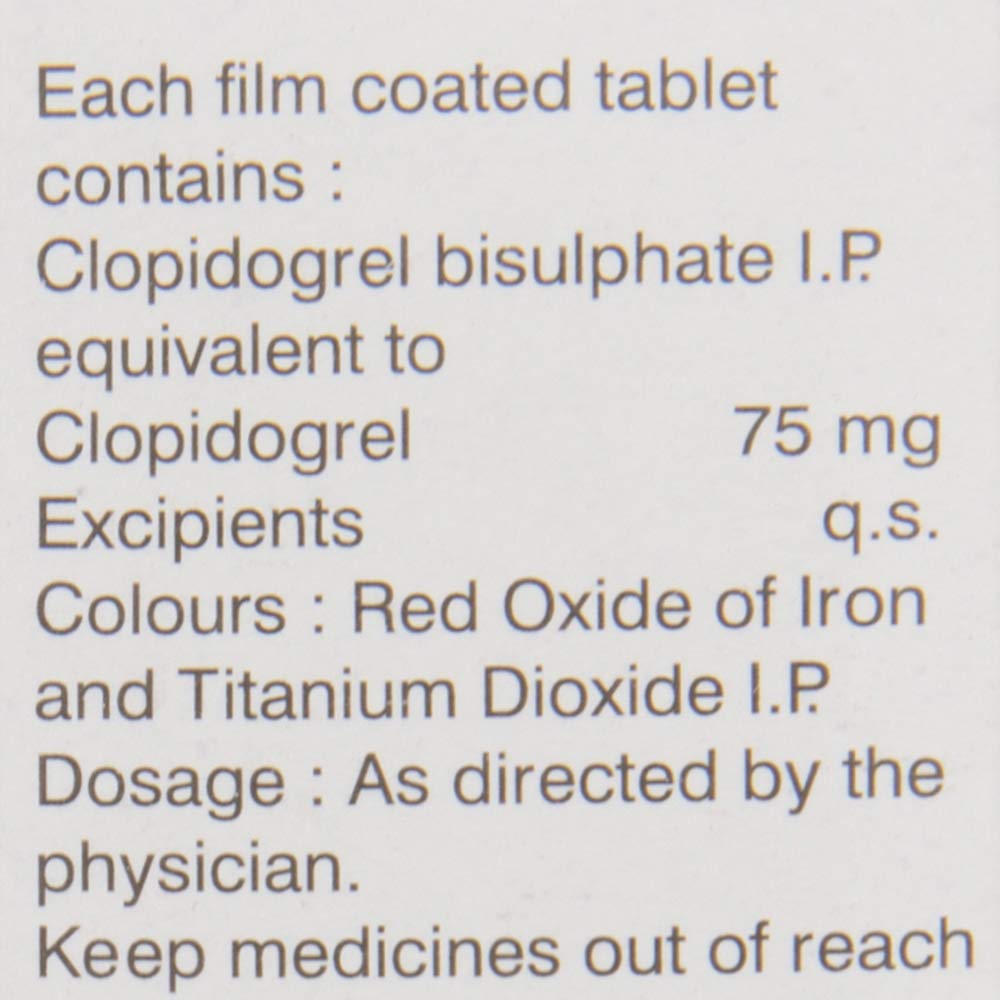 Each film coated tablet
contains :
Clopidogrel bisulphate I.P.
equivalent to
Clopidogrel 75 mg
Excipients q.s.
Colours : Red Oxide of Iron
and Titanium Dioxide I.P.
Dosage : As directed by the
physician.
Keep medicines out of reach